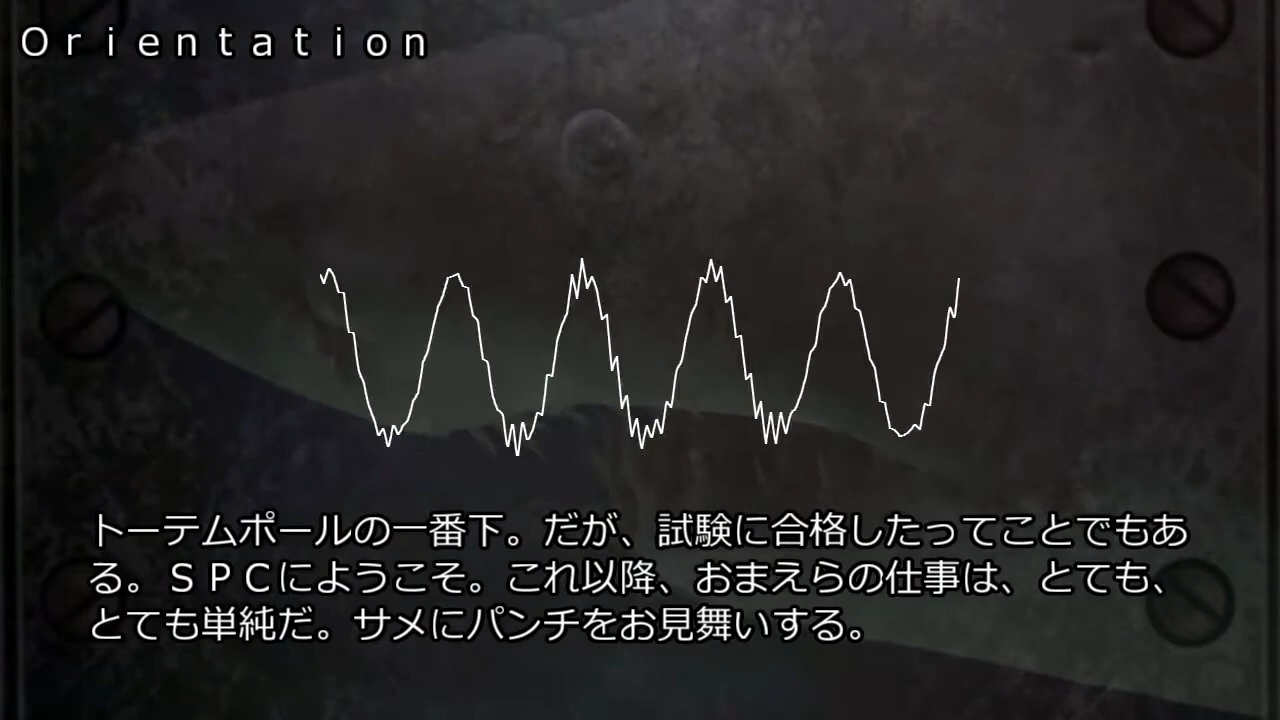 Ｏｒｉｅｎｔａｔｉｏｎ
トーテムポールの一番下。だが、試験に合格したってことでもあ
る。ＳＰＣにようこそ。これ以降、おまえらの仕事は、とても、
とても単純だ。サメにパンチをお見舞いする。